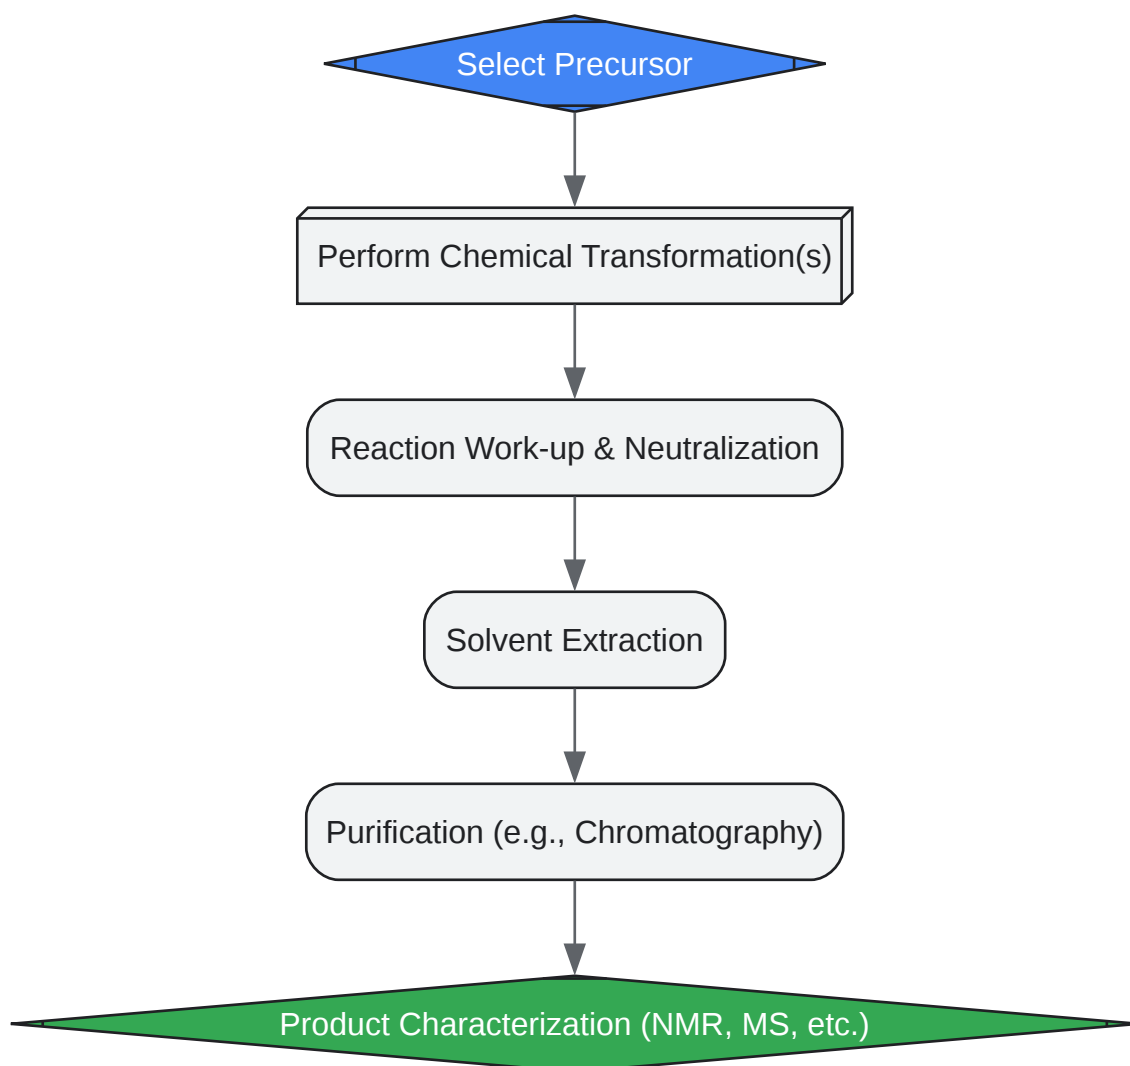 Select Precursor
Perform Chemical Transformation(s)
Reaction Work-up & Neutralization
Solvent Extraction
Purification (e.g., Chromatography)
Product Characterization (NMR, MS, etc.)